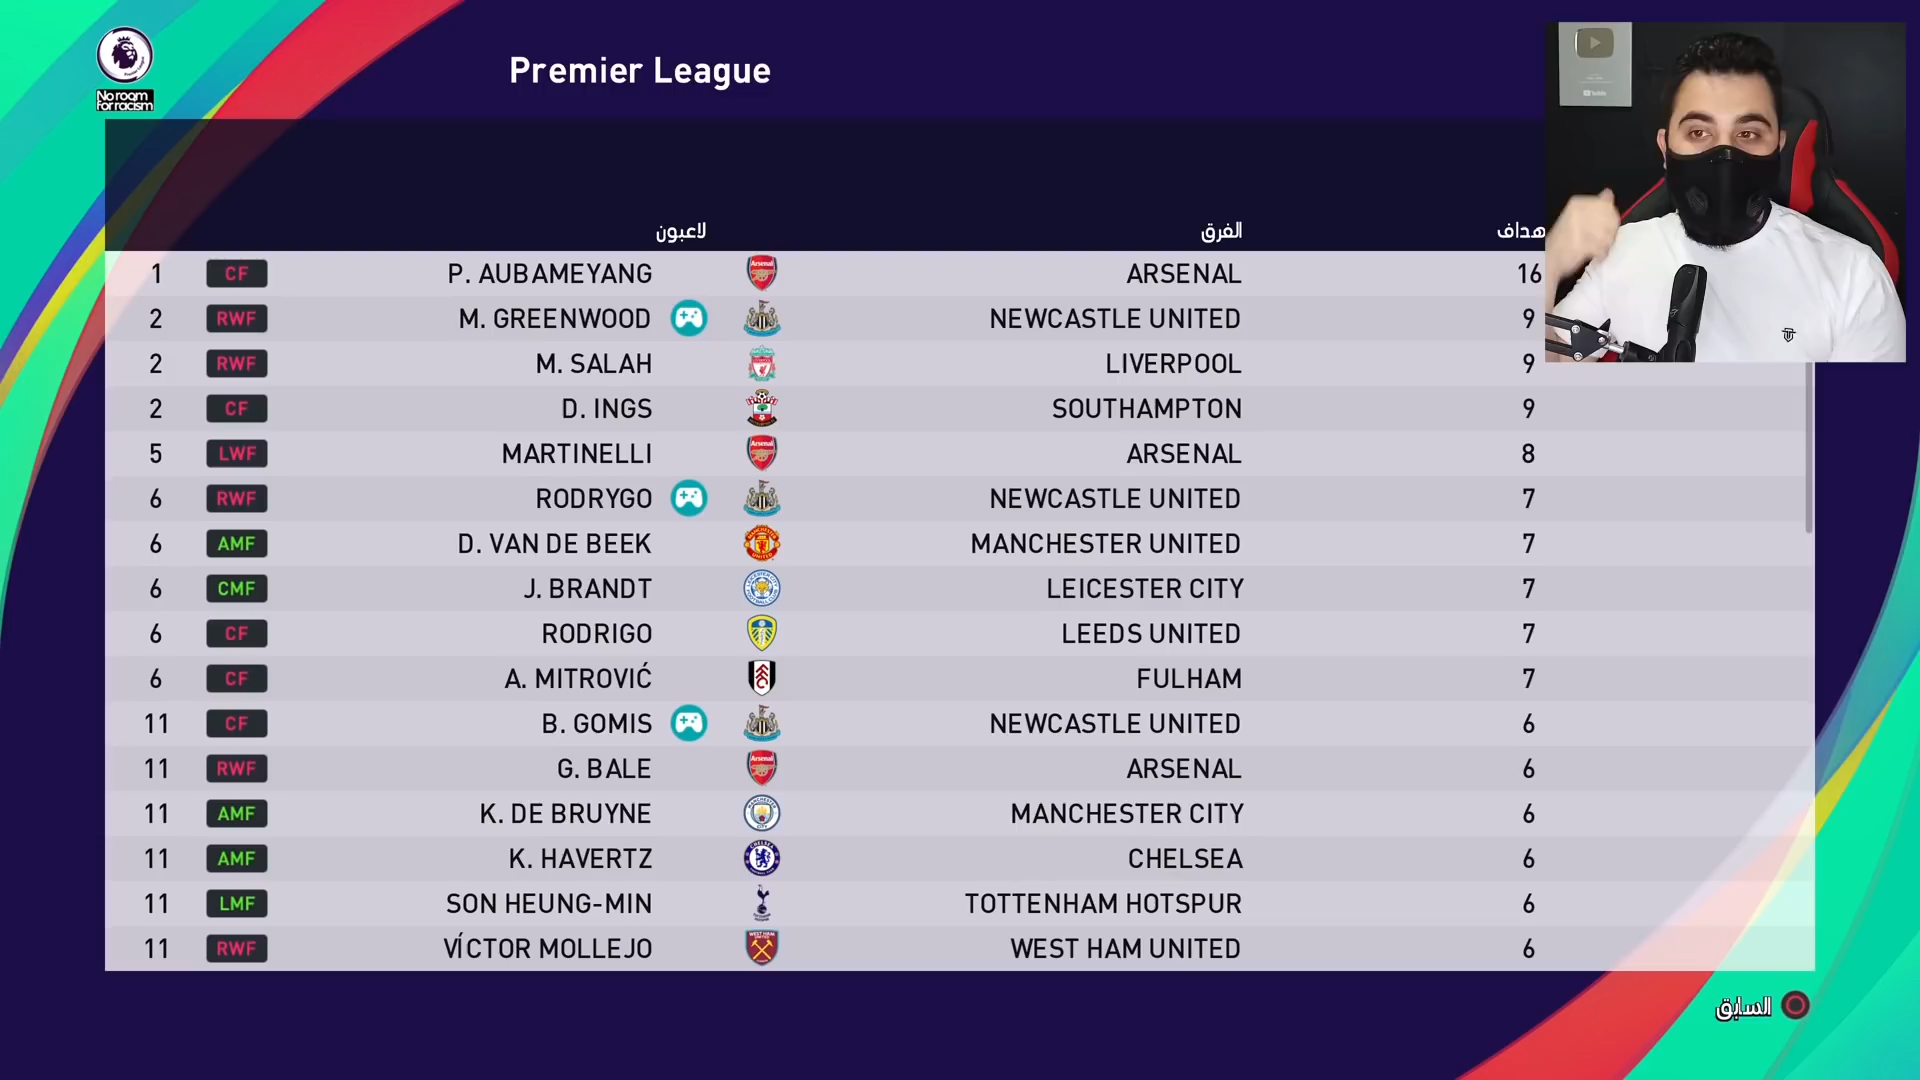 Premier League
No room
For racism
لاعبون الفرق هداف
1 CF P. AUBAMEYANG ARSENAL 16
2 RWF M. GREENWOOD NEWCASTLE UNITED 9
2 RWF M. SALAH LIVERPOOL 9
2 CF D. INGS SOUTHAMPTON 9
5 LWF MARTINELLI ARSENAL 8
6 RWF RODRYGO NEWCASTLE UNITED 7
6 AMF D. VAN DE BEEK MANCHESTER UNITED 7
6 CMF J. BRANDT LEICESTER CITY 7
6 CF RODRIGO LEEDS UNITED 7
6 CF A. MITROVIĆ FULHAM 7
11 CF B. GOMIS NEWCASTLE UNITED 6
11 RWF G. BALE ARSENAL 6
11 AMF K. DE BRUYNE MANCHESTER CITY 6
11 AMF K. HAVERTZ CHELSEA 6
11 LMF SON HEUNG-MIN TOTTENHAM HOTSPUR 6
11 RWF VÍCTOR MOLLEJO WEST HAM UNITED 6
السابق